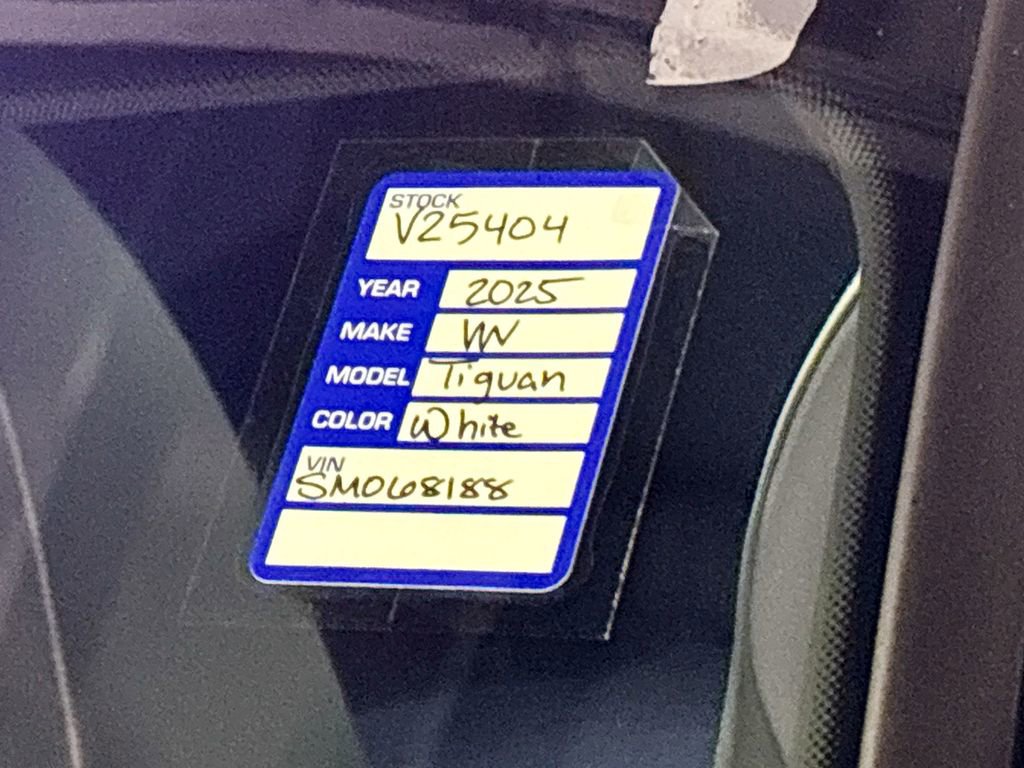 STOCK
V25404
YEAR 2025
MAKE VW
MODEL Tiguan
COLOR White
VIN
SM068188